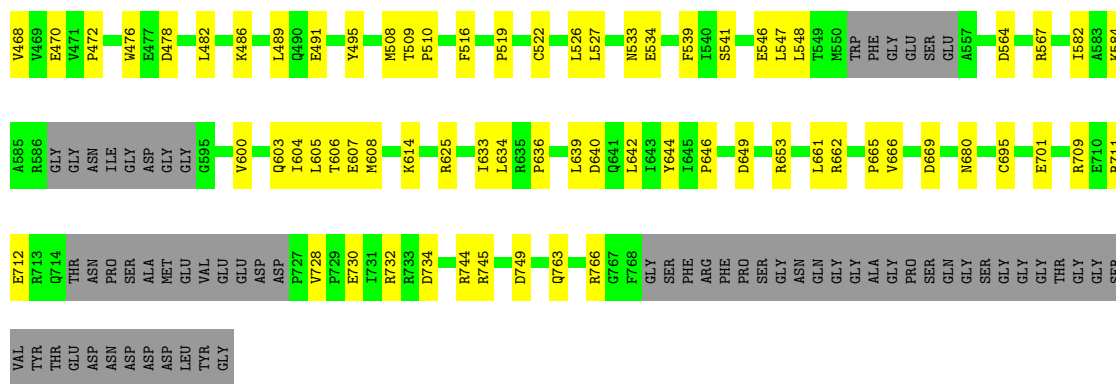 V468 V469 E470 V471 P472 W476 E477 D478 L482 K486 L489 Q490 E491 Y495 M508 T509 P510 F516 P519 C522 L526 L527 N533 E534 F539 I540 S541 E546 L547 L548 T549 M550 TRP PHE GLY GLU SER GLU A557 D564 R567 I582 A583 K584
A585 R586 GLY GLY ASN ILE GLY ASP GLY GLY G595 V600 Q603 I604 L605 T606 E607 M608 K614 R625 I633 L634 R635 P636 L639 D640 Q641 L642 I643 Y644 I645 P646 D649 R653 L661 R662 P665 V666 D669 N680 C695 E701 R709 E710 R711
E712 R713 Q714 THR ASN PRO SER ALA MET GLU VAL GLU GLU ASP ASP P727 V728 P729 E730 I731 R732 R733 D734 R744 R745 D749 Q763 R766 G767 F768 GLY SER PHE ARG PHE PRO SER GLY ASN GLN GLY GLY ALA GLY PRO SER GLN GLY SER GLY GLY GLY THR GLY GLY SER
VAL TYR THR GLU ASP ASN ASP ASP ASP LEU TYR GLY